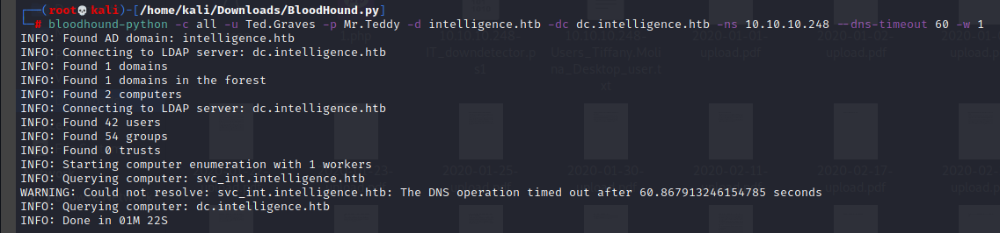 ┌──(root💀kali)-[/home/kali/Downloads/BloodHound.py]
└─# bloodhound-python -c all -u Ted.Graves -p Mr.Teddy -d intelligence.htb -dc dc.intelligence.htb -ns 10.10.10.248 --dns-timeout 60 -w 1
INFO: Found AD domain: intelligence.htb
INFO: Connecting to LDAP server: dc.intelligence.htb
INFO: Found 1 domains
INFO: Found 1 domains in the forest
INFO: Found 2 computers
INFO: Connecting to LDAP server: dc.intelligence.htb
INFO: Found 42 users
INFO: Found 54 groups
INFO: Found 0 trusts
INFO: Starting computer enumeration with 1 workers
INFO: Querying computer: svc_int.intelligence.htb
WARNING: Could not resolve: svc_int.intelligence.htb: The DNS operation timed out after 60.867913246154785 seconds
INFO: Querying computer: dc.intelligence.htb
INFO: Done in 01M 22S